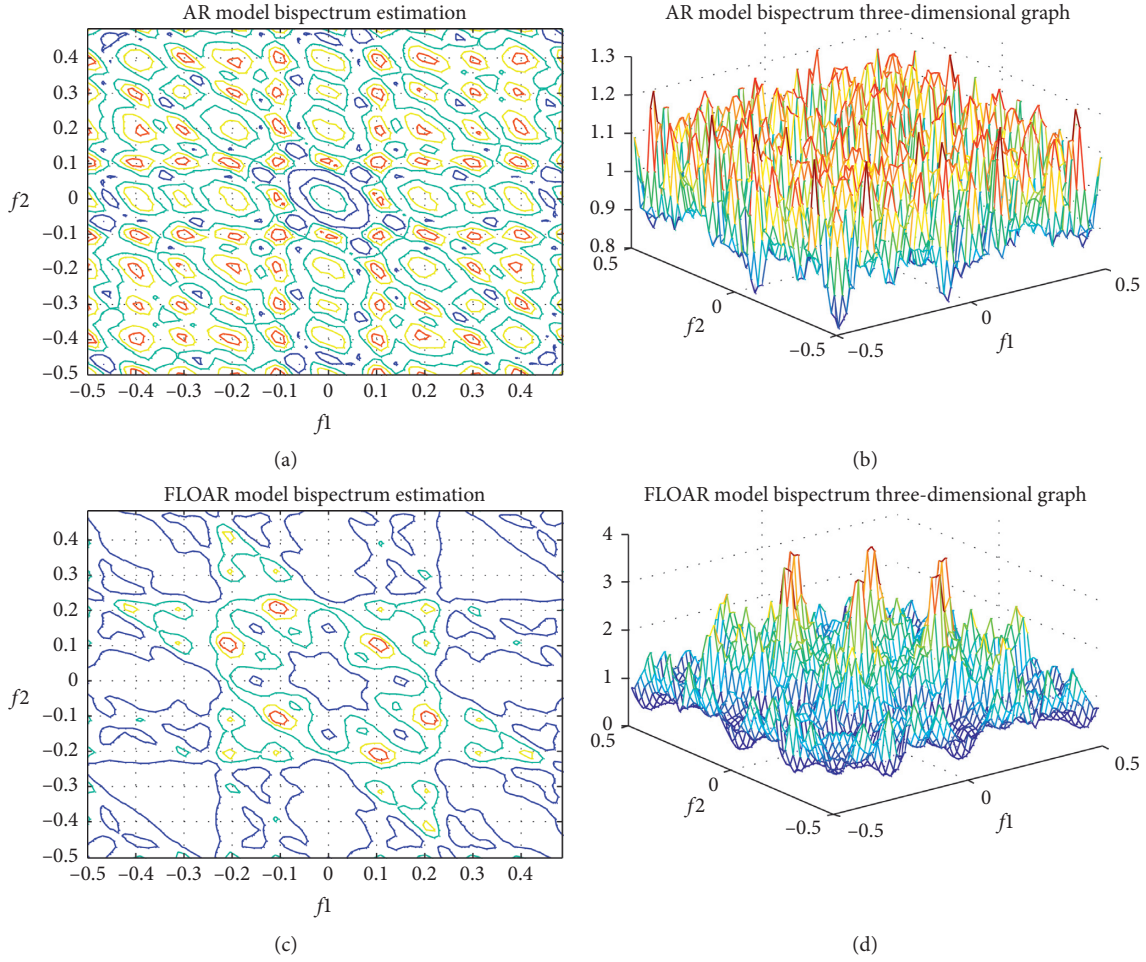 AR model bispectrum estimation
0.4
0.3
0.2
0.1
f2 0
–0.1
–0.2
–0.3
–0.4
–0.5
–0.5 –0.4 –0.3 –0.2 –0.1 0 0.1 0.2 0.3 0.4
f1
(a)
AR model bispectrum three-dimensional graph
1.3
1.2
1.1
1
0.9
0.8
0.5
0
f2
–0.5
–0.5
0
f1
0.5
(b)
FLOAR model bispectrum estimation
0.4
0.3
0.2
0.1
f2 0
–0.1
–0.2
–0.3
–0.4
–0.5
–0.5 –0.4 –0.3 –0.2 –0.1 0 0.1 0.2 0.3 0.4
f1
(c)
FLOAR model bispectrum three-dimensional graph
4
3
2
1
0
0.5
0
f2
–0.5
–0.5
0
f1
0.5
(d)